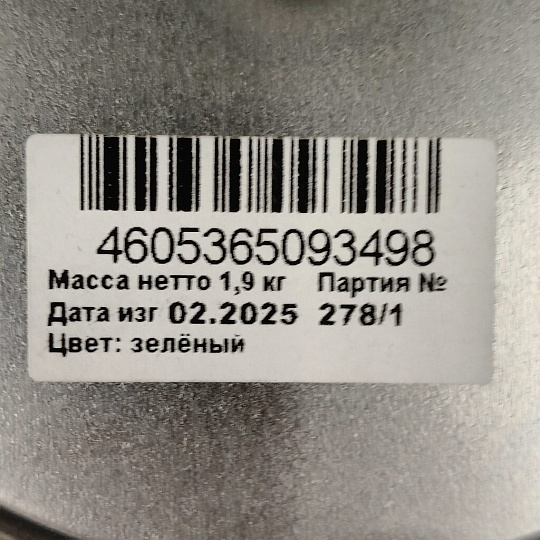 4605365093498
Масса нетто 1,9 кг Партия №
Дата изг 02.2025 278/1
Цвет: зелёный